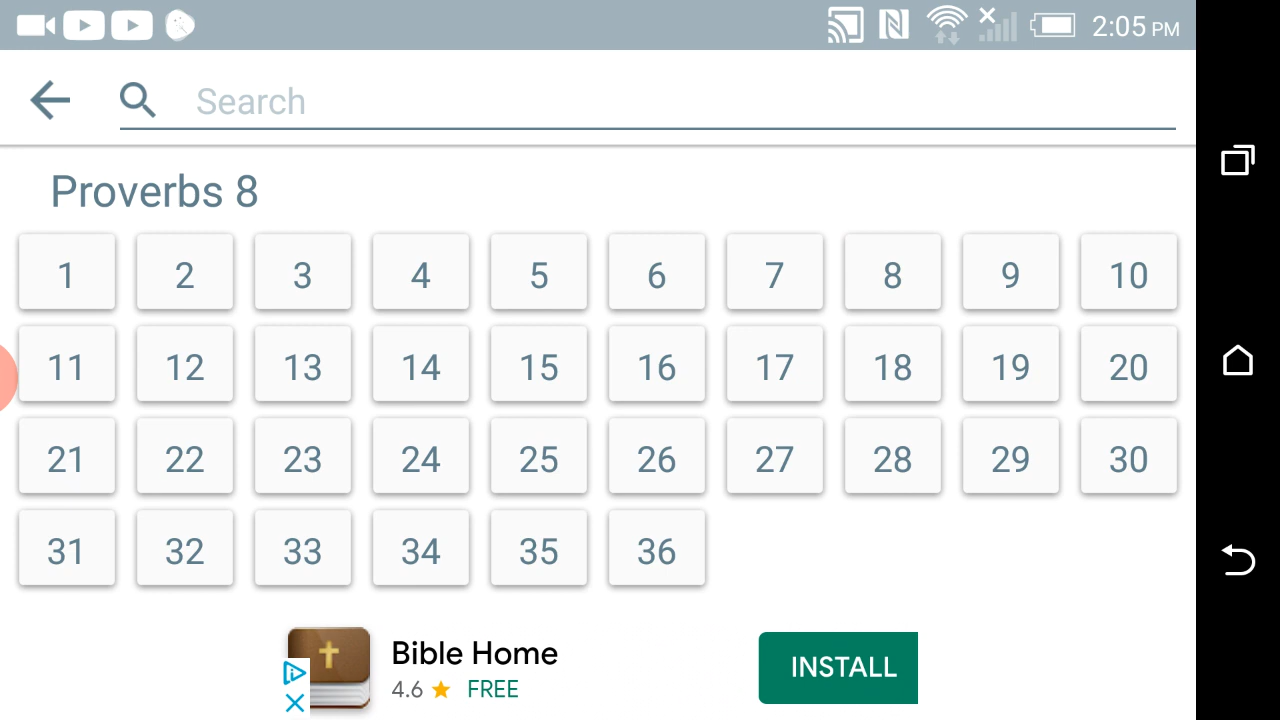 2:05 PM
Search
Proverbs 8
1 2 3 4 5 6 7 8 9 10
11 12 13 14 15 16 17 18 19 20
21 22 23 24 25 26 27 28 29 30
31 32 33 34 35 36
Bible Home
4.6 FREE
INSTALL